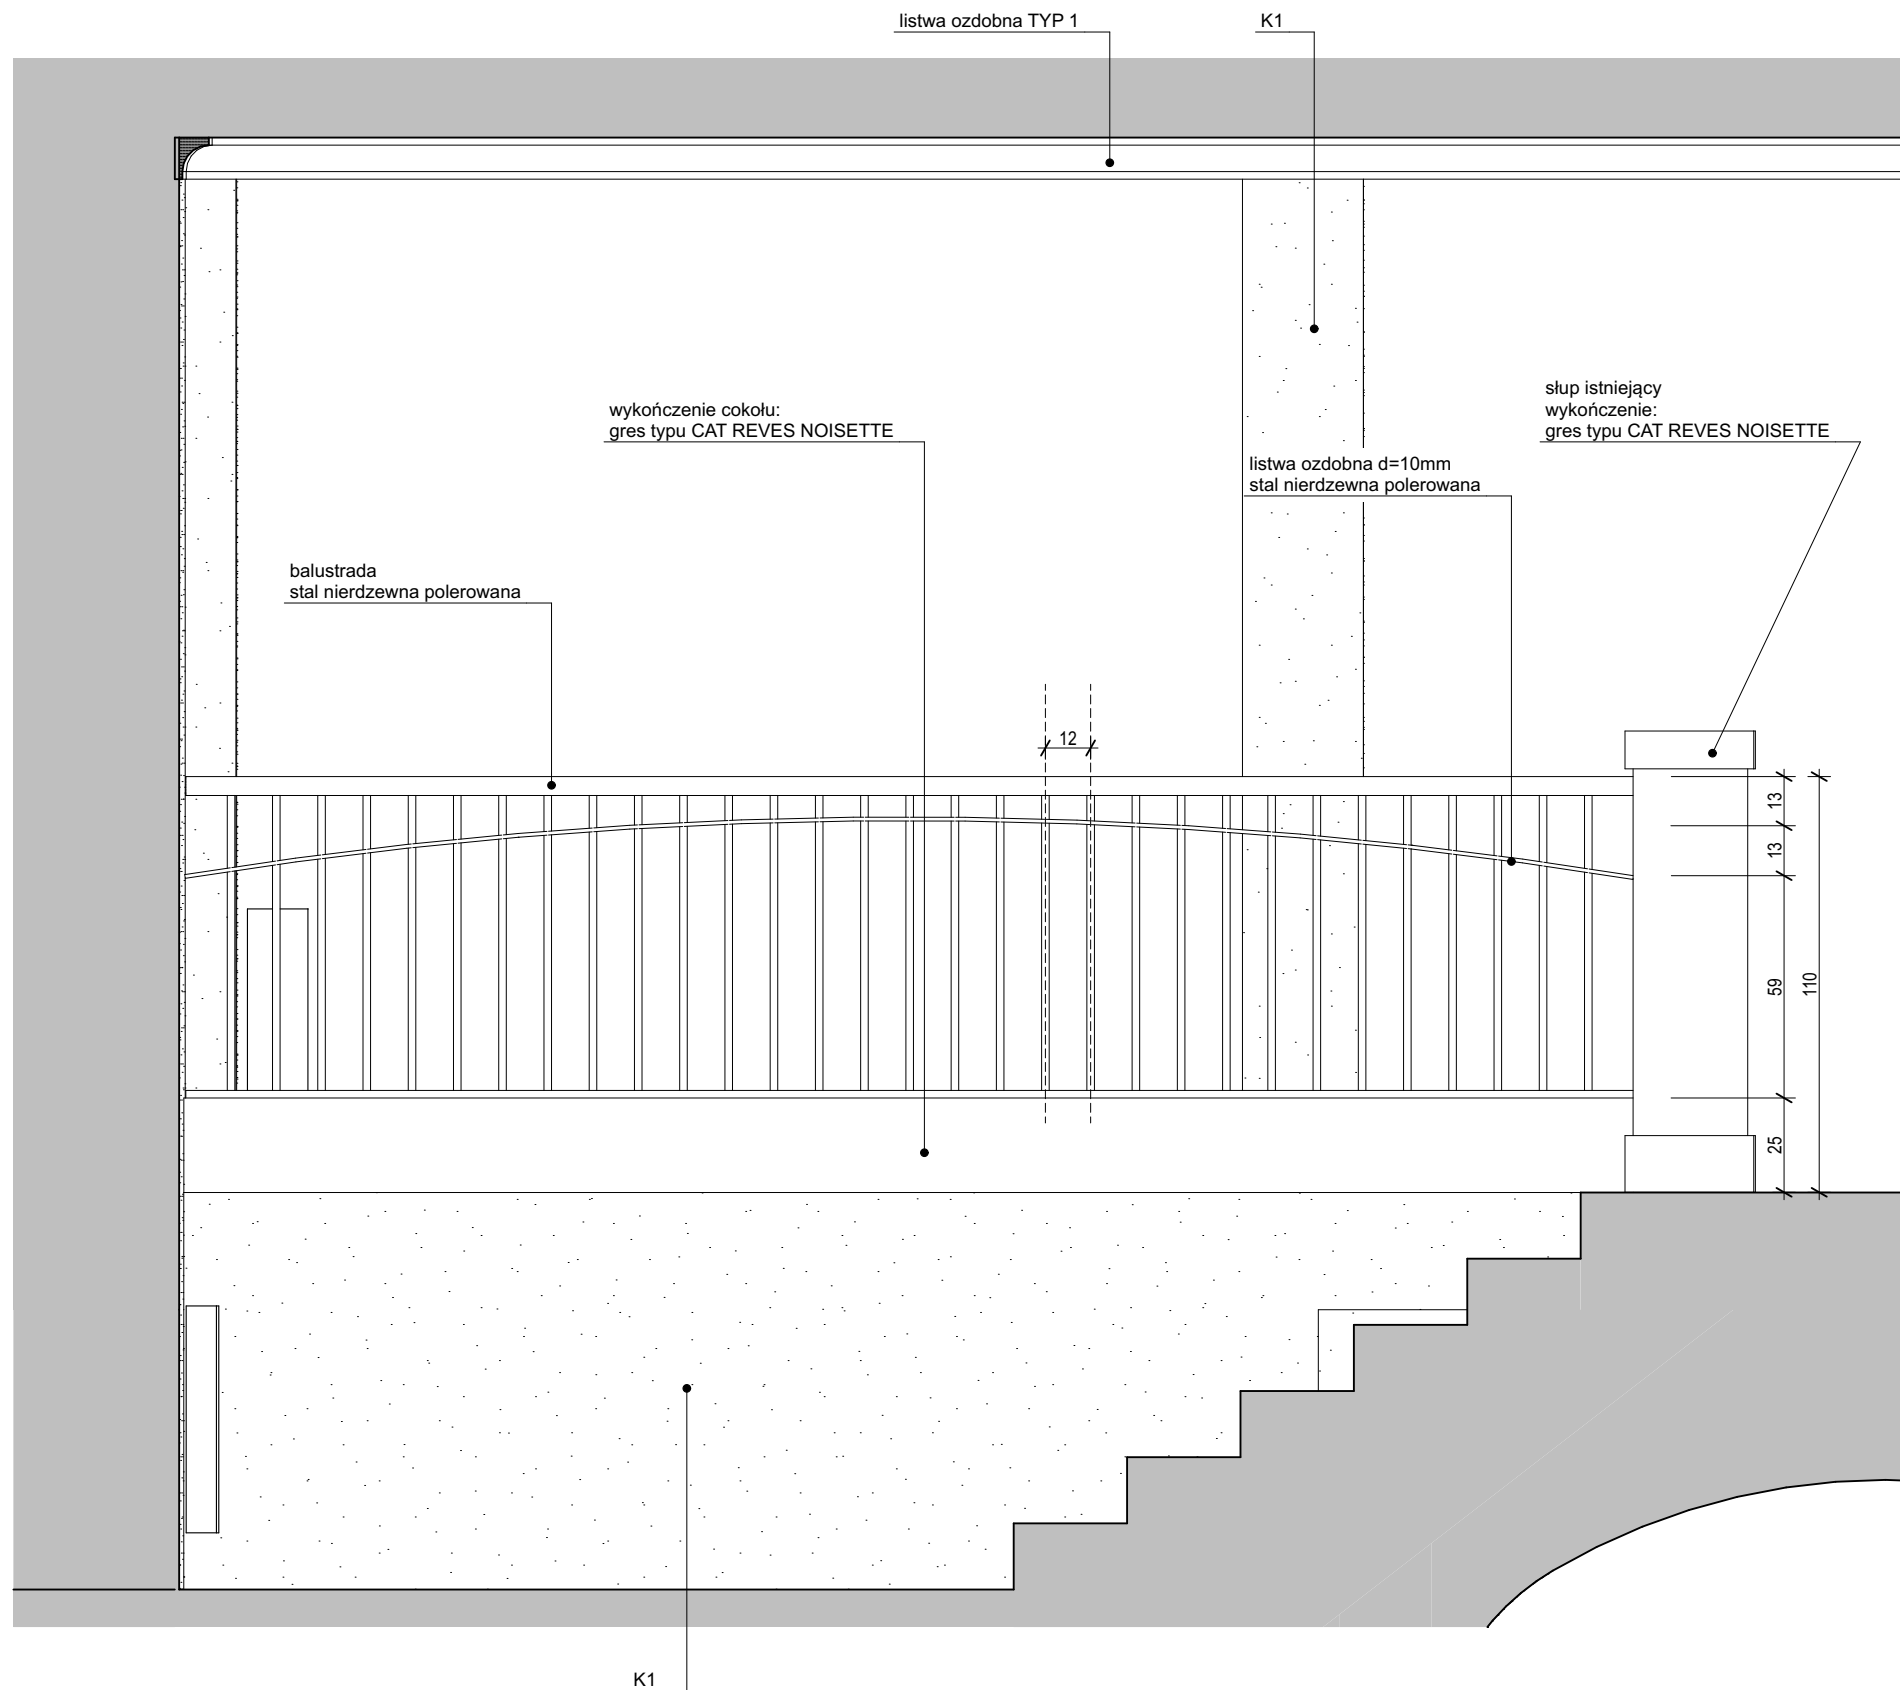 listwa ozdobna TYP 1
K1
słup istniejący
wykończenie:
gres typu CAT REVES NOISETTE
wykończenie cokołu:
gres typu CAT REVES NOISETTE
listwa ozdobna d=10mm
stal nierdzewna polerowana
balustrada
stal nierdzewna polerowana
12
13
13
59
110
25
K1